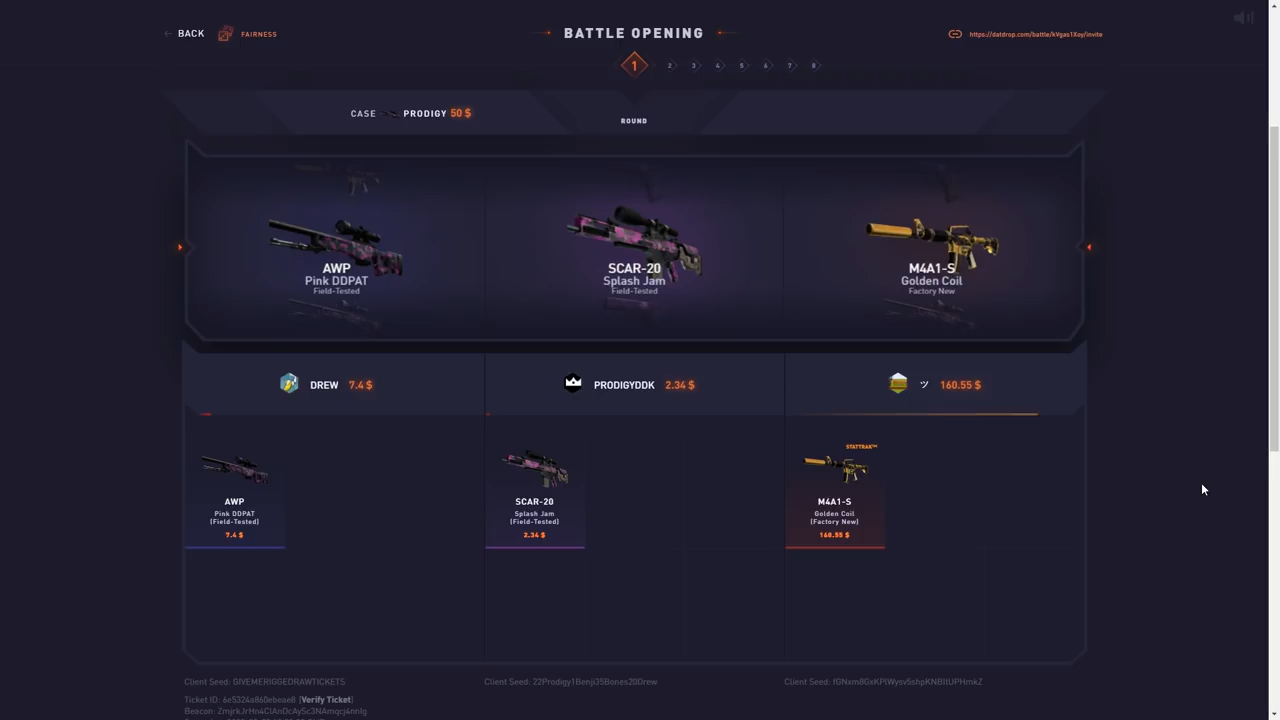 BACK
FAIRNESS
BATTLE OPENING
https://datdrop.com/battle/kVgas1Xoy/invite
1 2 3 4 5 6 7 8
CASE PRODIGY 50 $
ROUND
AWP
Pink DDPAT
Field-Tested
SCAR-20
Splash Jam
Field-Tested
M4A1-S
Golden Coil
Factory New
DREW 7.4 $
PRODIGYDDK 2.34 $
ツ 160.55 $
AWP
Pink DDPAT
(Field-Tested)
7.4 $
SCAR-20
Splash Jam
(Field-Tested)
2.34 $
STATTRAK™
M4A1-S
Golden Coil
(Factory New)
160.55 $
Client Seed: GIVEMERIGGEDRAWTICKETS
Client Seed: 22Prodigy1Benji35Bones20Drew
Client Seed:
Ticket ID: 6e5324a860ebeae8 [Verify Ticket]
Beacon: